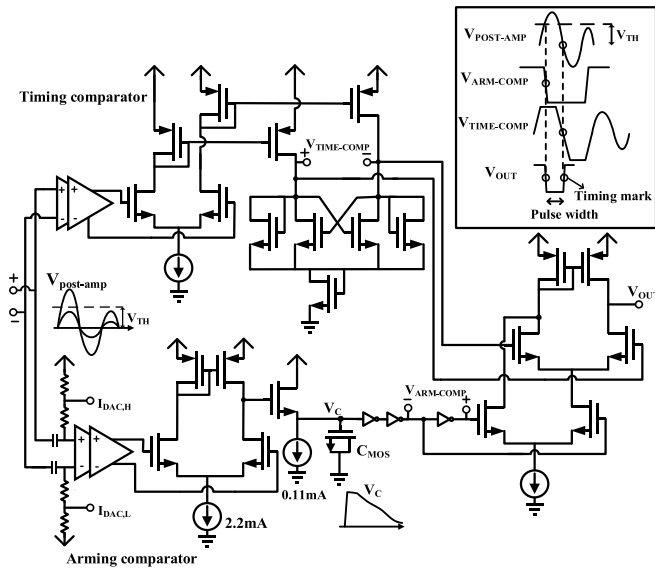 Timing comparator
V_TIME-COMP
+ −
+
-
+
-
+
−
V_post-amp
V_TH
I_DAC,H
+
-
+
-
I_DAC,L
Arming comparator
2.2mA
0.11mA
V_C
C_MOS
V_C
V_ARM-COMP
− +
V_OUT
V_POST-AMP
V_TH
V_ARM-COMP
V_TIME-COMP
V_OUT
Timing mark
Pulse width